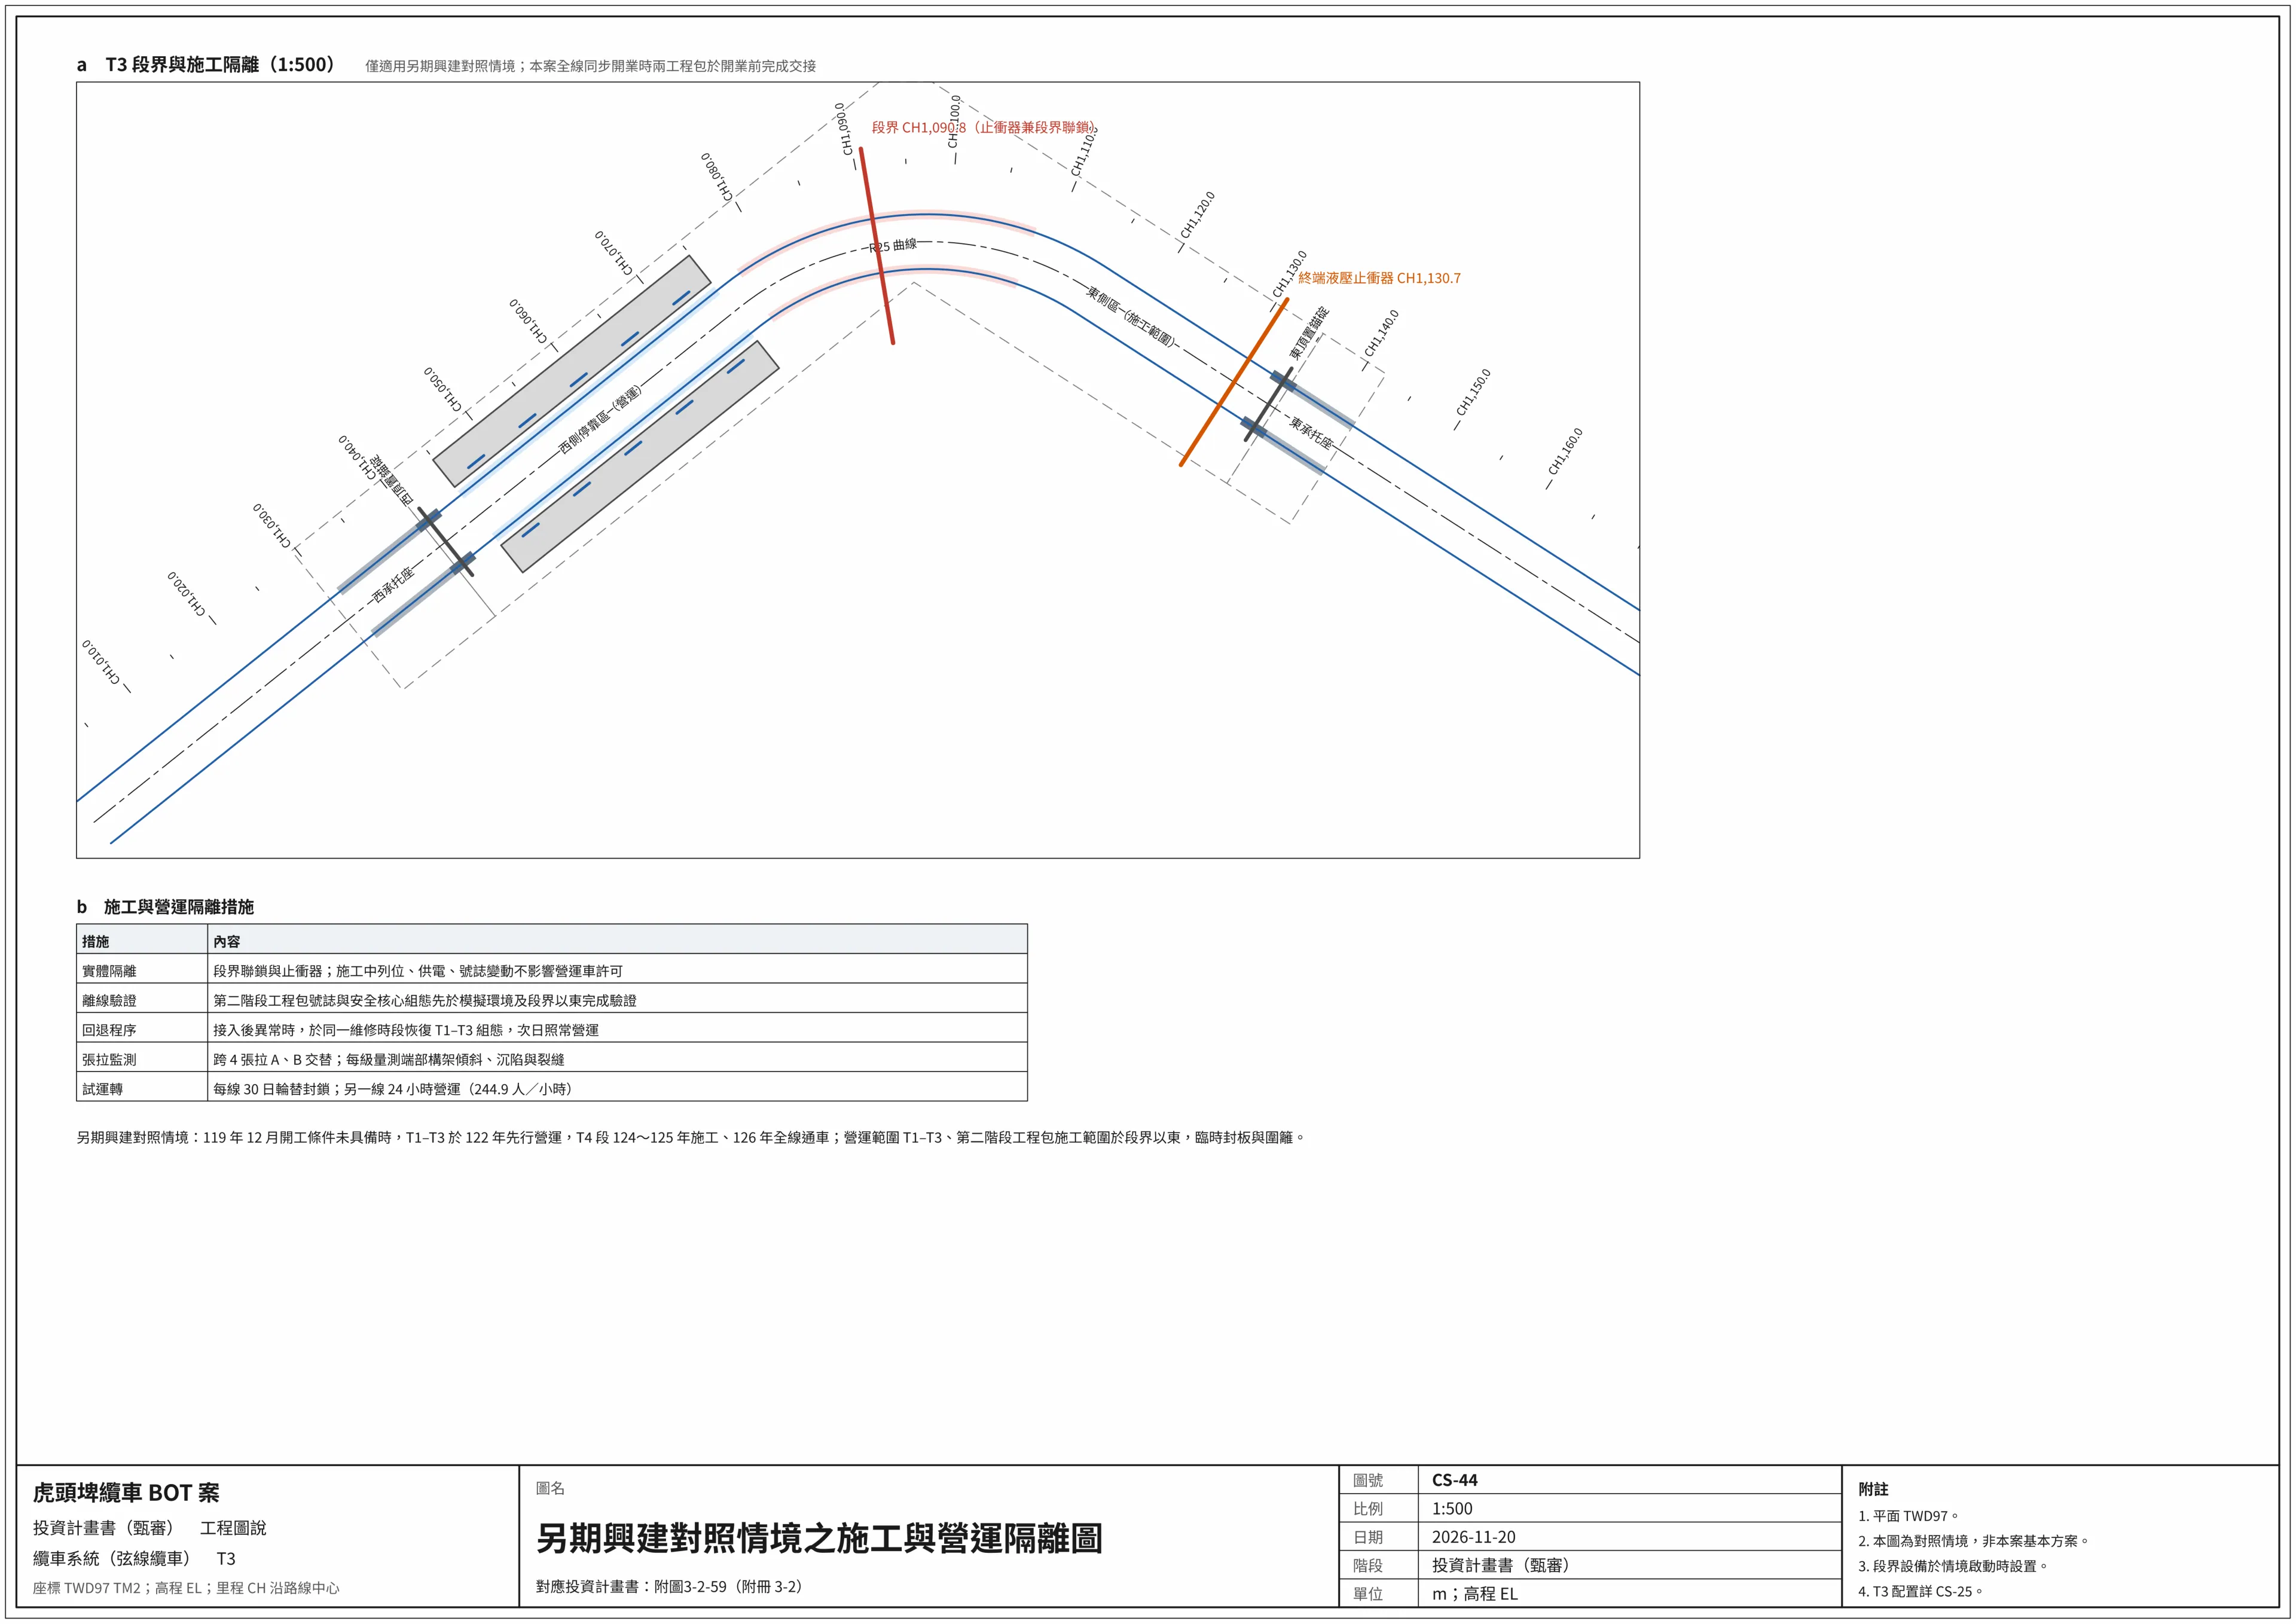 a T3 段界與施工隔離（1:500） 僅適用另期興建對照情境；本案全線同步開業時兩工程包於開業前完成交接
CH1,010.0
CH1,020.0
CH1,030.0
CH1,040.0
西頂置錨碇
CH1,050.0
CH1,060.0
CH1,070.0
CH1,080.0
CH1,090.0
段界 CH1,090.8（止衝器兼段界聯鎖）
CH1,100.0
CH1,110.0
CH1,120.0
CH1,130.0
終端液壓止衝器 CH1,130.7
東頂置錨碇
CH1,140.0
CH1,150.0
CH1,160.0
R25 曲線
東側區（施工範圍）
西側停靠區（營運）
西承托座
東承托座
b 施工與營運隔離措施
措施 內容
實體隔離 段界聯鎖與止衝器；施工中列位、供電、號誌變動不影響營運車許可
離線驗證 第二階段工程包號誌與安全核心組態先於模擬環境及段界以東完成驗證
回退程序 接入後異常時，於同一維修時段恢復 T1–T3 組態，次日照常營運
張拉監測 跨 4 張拉 A、B 交替；每級量測端部構架傾斜、沉陷與裂縫
試運轉 每線 30 日輪替封鎖；另一線 24 小時營運（244.9 人／小時）
另期興建對照情境：119 年 12 月開工條件未具備時，T1–T3 於 122 年先行營運，T4 段 124～125 年施工、126 年全線通車；營運範圍 T1–T3、第二階段工程包施工範圍於段界以東，臨時封板與圍籬。
虎頭埤纜車 BOT 案
投資計畫書（甄審） 工程圖說
纜車系統（弦線纜車） T3
座標 TWD97 TM2；高程 EL；里程 CH 沿路線中心
圖名
另期興建對照情境之施工與營運隔離圖
對應投資計畫書：附圖3-2-59（附冊 3-2）
圖號 CS-44
比例 1:500
日期 2026-11-20
階段 投資計畫書（甄審）
單位 m；高程 EL
附註
1. 平面 TWD97。
2. 本圖為對照情境，非本案基本方案。
3. 段界設備於情境啟動時設置。
4. T3 配置詳 CS-25。